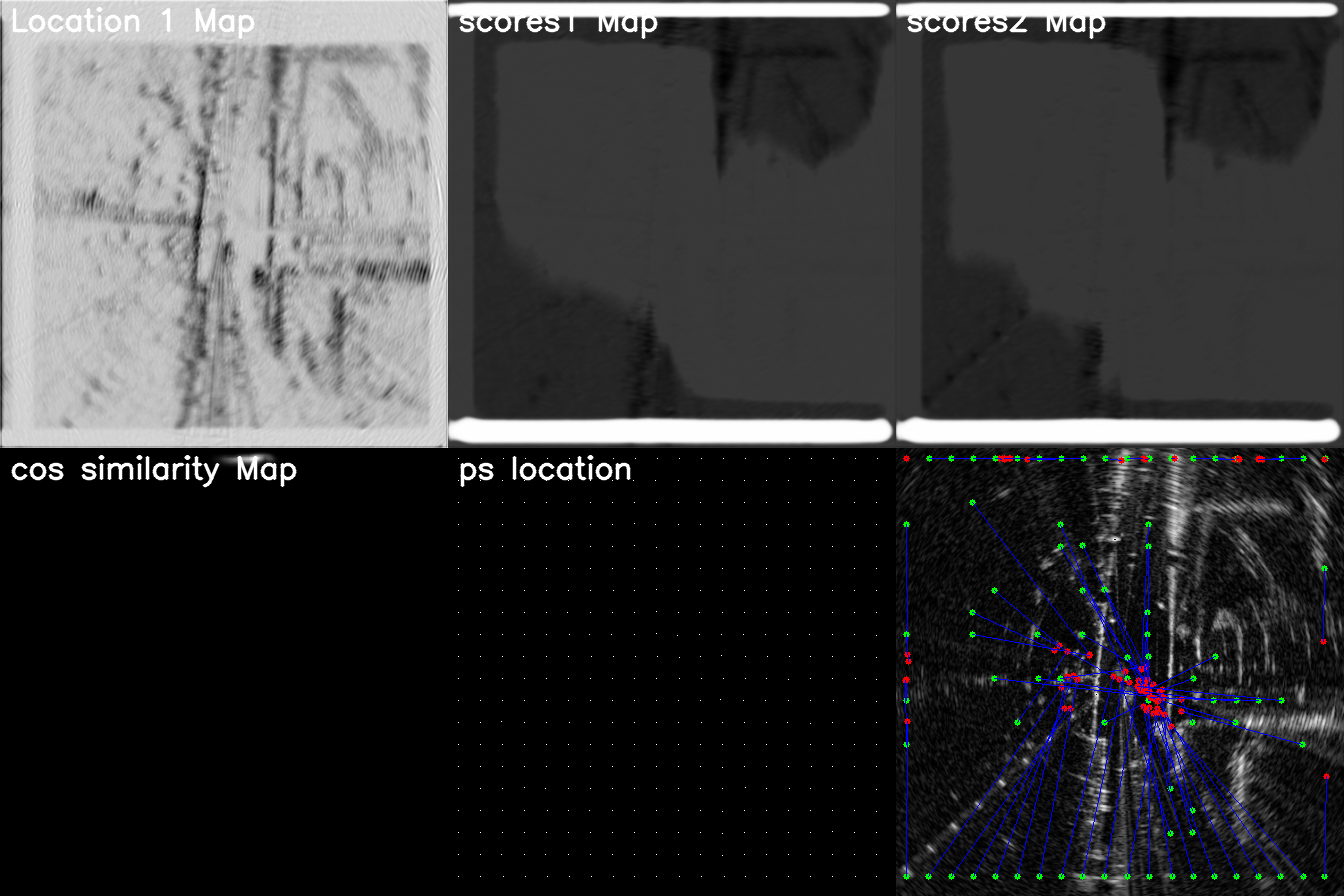 Location 1 Map
scores1 Map
scores2 Map
cos similarity Map
ps location